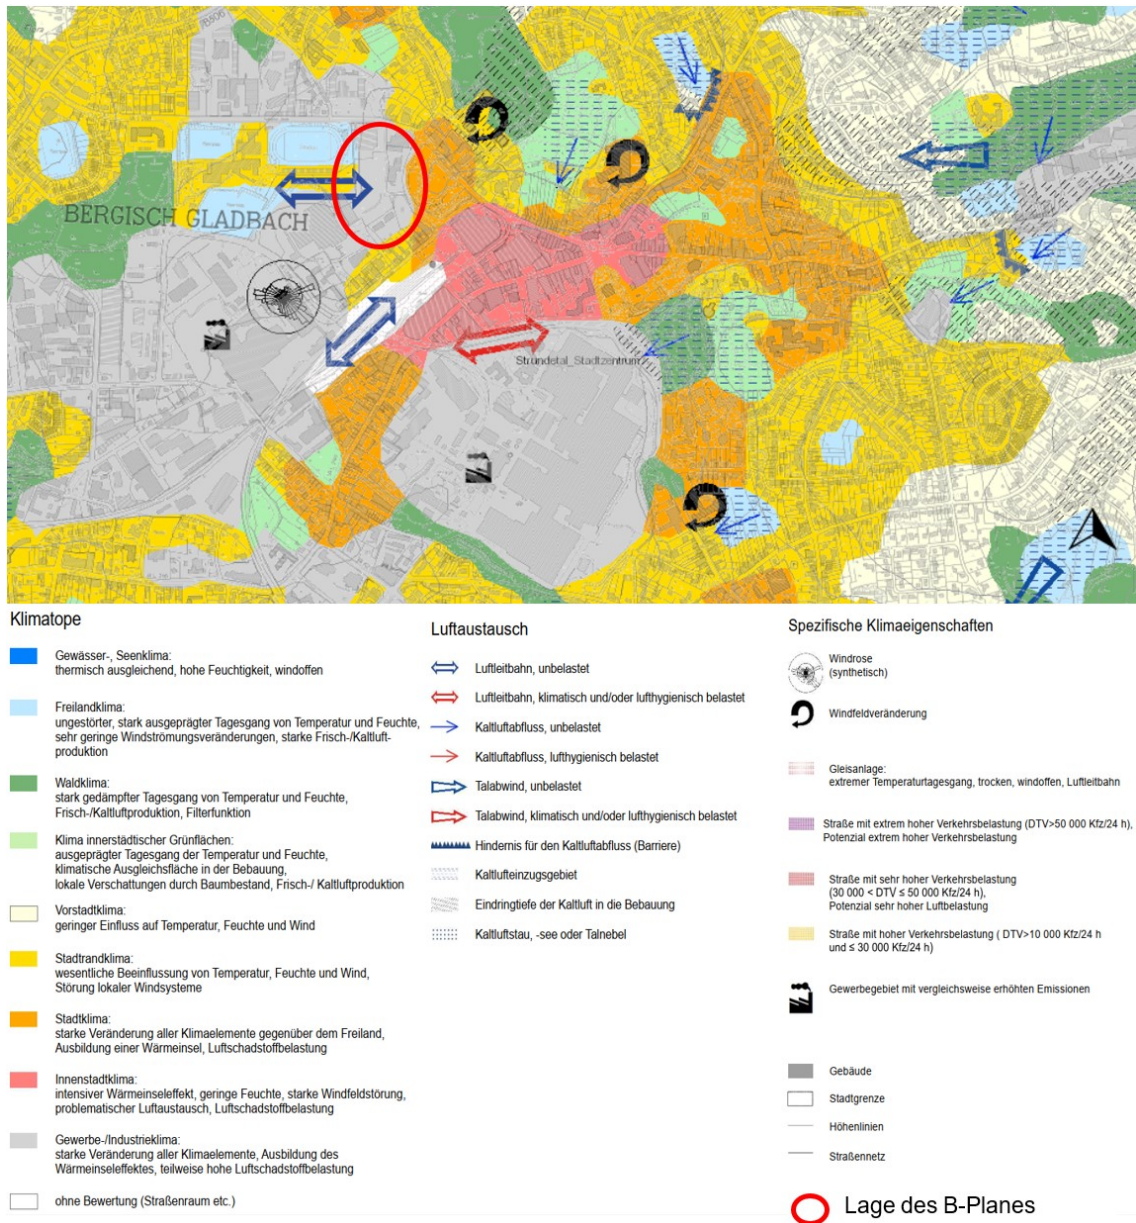 B506
BERGISCH GLADBACH
Strundetal_Stadtzentrum
Klimatope
Gewässer-, Seenklima:
thermisch ausgleichend, hohe Feuchtigkeit, windoffen
Freilandklima:
ungestörter, stark ausgeprägter Tagesgang von Temperatur und Feuchte,
sehr geringe Windströmungsveränderungen, starke Frisch-/Kaltluft-
produktion
Waldklima:
stark gedämpfter Tagesgang von Temperatur und Feuchte,
Frisch-/Kaltluftproduktion, Filterfunktion
Klima innerstädtischer Grünflächen:
ausgeprägter Tagesgang der Temperatur und Feuchte,
klimatische Ausgleichsfläche in der Bebauung,
lokale Verschattungen durch Baumbestand, Frisch-/ Kaltluftproduktion
Vorstadtklima:
geringer Einfluss auf Temperatur, Feuchte und Wind
Stadtrandklima:
wesentliche Beeinflussung von Temperatur, Feuchte und Wind,
Störung lokaler Windsysteme
Stadtklima:
starke Veränderung aller Klimaelemente gegenüber dem Freiland,
Ausbildung einer Wärmeinsel, Luftschadstoffbelastung
Innenstadtklima:
intensiver Wärmeinseleffekt, geringe Feuchte, starke Windfeldstörung,
problematischer Luftaustausch, Luftschadstoffbelastung
Gewerbe-/Industrieklima:
starke Veränderung aller Klimaelemente, Ausbildung des
Wärmeinseleffektes, teilweise hohe Luftschadstoffbelastung
ohne Bewertung (Straßenraum etc.)
Luftaustausch
Luftleitbahn, unbelastet
Luftleitbahn, klimatisch und/oder lufthygienisch belastet
Kaltluftabfluss, unbelastet
Kaltluftabfluss, lufthygienisch belastet
Talabwind, unbelastet
Talabwind, klimatisch und/oder lufthygienisch belastet
Hindernis für den Kaltluftabfluss (Barriere)
Kaltlufteinzugsgebiet
Eindringtiefe der Kaltluft in die Bebauung
Kaltluftstau, -see oder Talnebel
Spezifische Klimaeigenschaften
Windrose
(synthetisch)
Windfeldveränderung
Gleisanlage:
extremer Temperaturtagesgang, trocken, windoffen, Luftleitbahn
Straße mit extrem hoher Verkehrsbelastung (DTV>50 000 Kfz/24 h),
Potenzial extrem hoher Verkehrsbelastung
Straße mit sehr hoher Verkehrsbelastung
(30 000 < DTV ≤ 50 000 Kfz/24 h),
Potenzial sehr hoher Luftbelastung
Straße mit hoher Verkehrsbelastung ( DTV>10 000 Kfz/24 h
und ≤ 30 000 Kfz/24 h)
Gewerbegebiet mit vergleichsweise erhöhten Emissionen
Gebäude
Stadtgrenze
Höhenlinien
Straßennetz
Lage des B-Planes